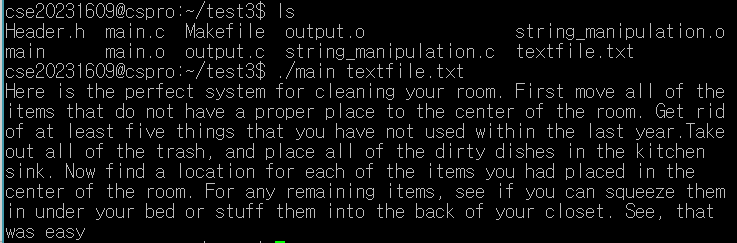 cse20231609@cspro:~/test3$ ls
Header.h  main.c  Makefile  output.o                string_manipulation.o
main      main.o  output.c  string_manipulation.c  textfile.txt
cse20231609@cspro:~/test3$ ./main textfile.txt
Here is the perfect system for cleaning your room. First move all of the
items that do not have a proper place to the center of the room. Get rid
of at least five things that you have not used within the last year.Take
out all of the trash, and place all of the dirty dishes in the kitchen
sink. Now find a location for each of the items you had placed in the
center of the room. For any remaining items, see if you can squeeze them
in under your bed or stuff them into the back of your closet. See, that
was easy